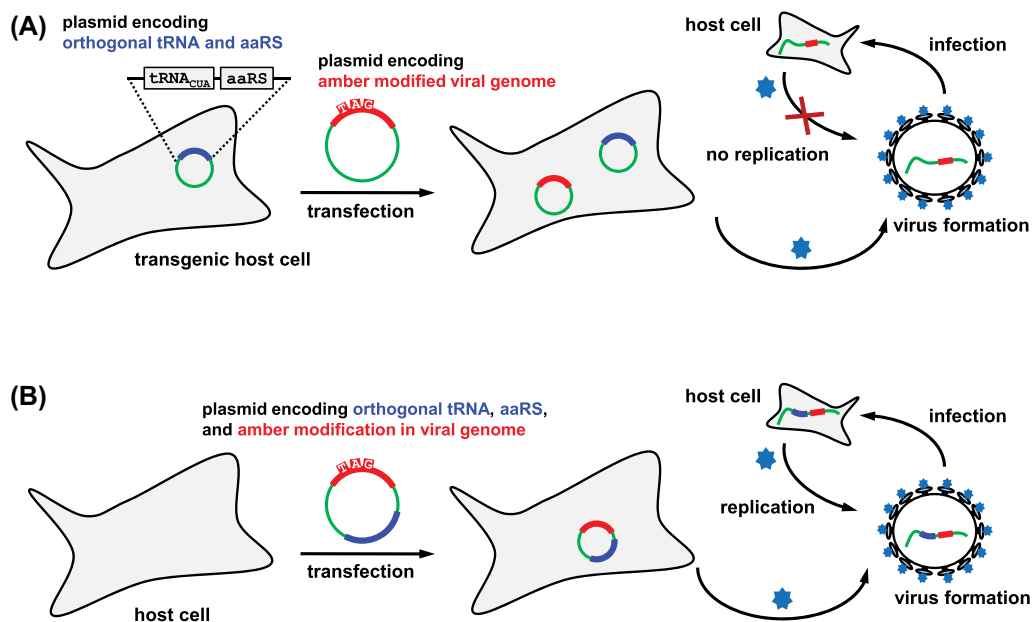 (A)
plasmid encoding
orthogonal tRNA and aaRS
tRNACUA aaRS
plasmid encoding
amber modified viral genome
TAG
transfection
transgenic host cell
host cell
infection
no replication
virus formation
(B)
plasmid encoding orthogonal tRNA, aaRS,
and amber modification in viral genome
TAG
transfection
host cell
host cell
infection
replication
virus formation